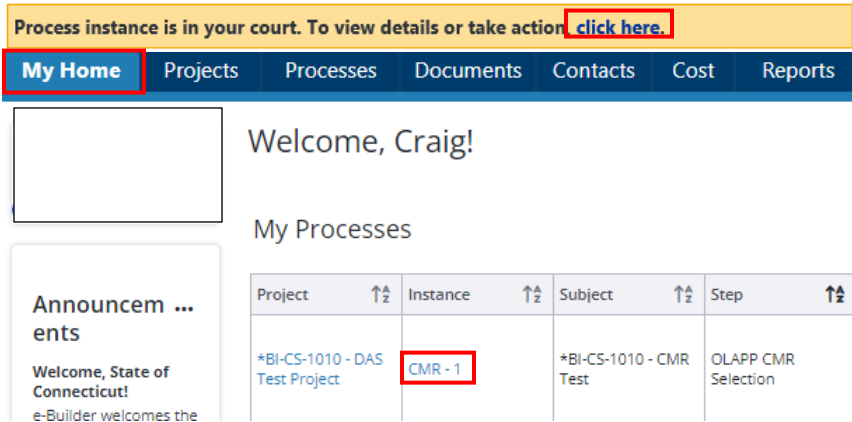 Process instance is in your court. To view details or take action, click here.
My Home Projects Processes Documents Contacts Cost Reports
Welcome, Craig!
My Processes
Announcem ...
ents
Welcome, State of
Connecticut!
e-Builder welcomes the
Project Instance Subject Step
*BI-CS-1010 - DAS
Test Project
CMR - 1
*BI-CS-1010 - CMR
Test
OLAPP CMR
Selection